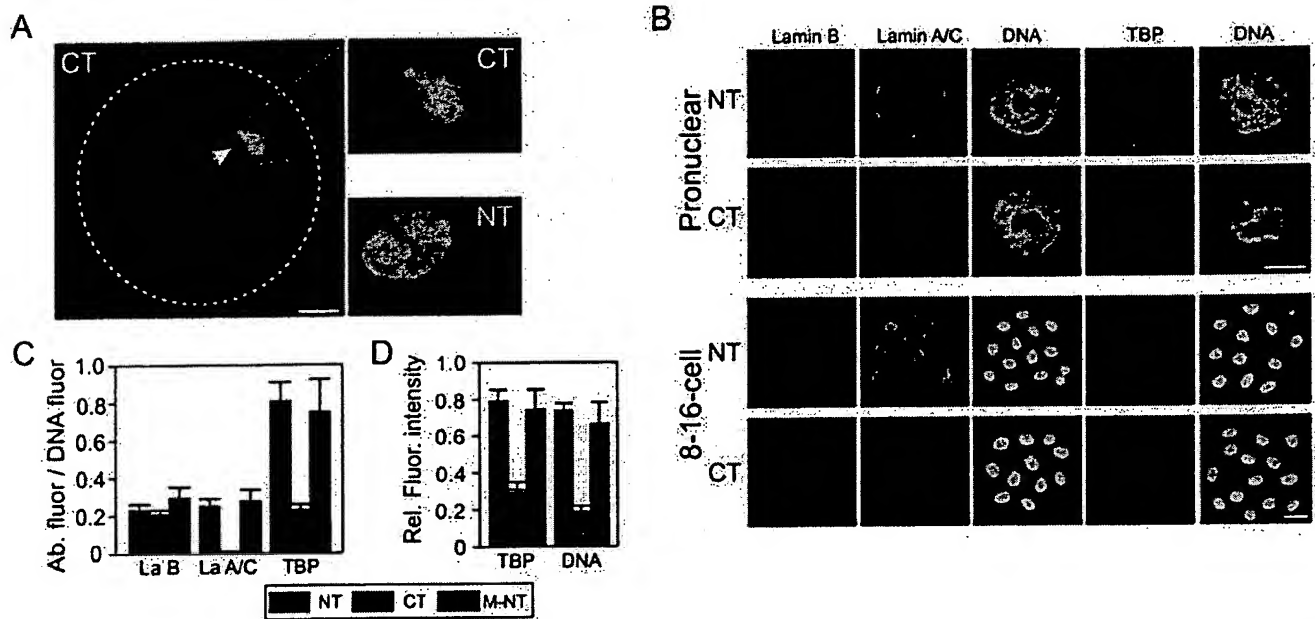 A
CT
CT
NT
B
Lamin B Lamin A/C DNA TBP DNA
Pronuclear
NT
CT
8-16-cell
NT
CT
C
Ab. fluor / DNA fluor
1.0
0.8
0.6
0.4
0.2
0
La B La A/C TBP
D
Rel. Fluor. intensity
1.0
0.8
0.6
0.4
0.2
0
TBP DNA
NT CT M-NT